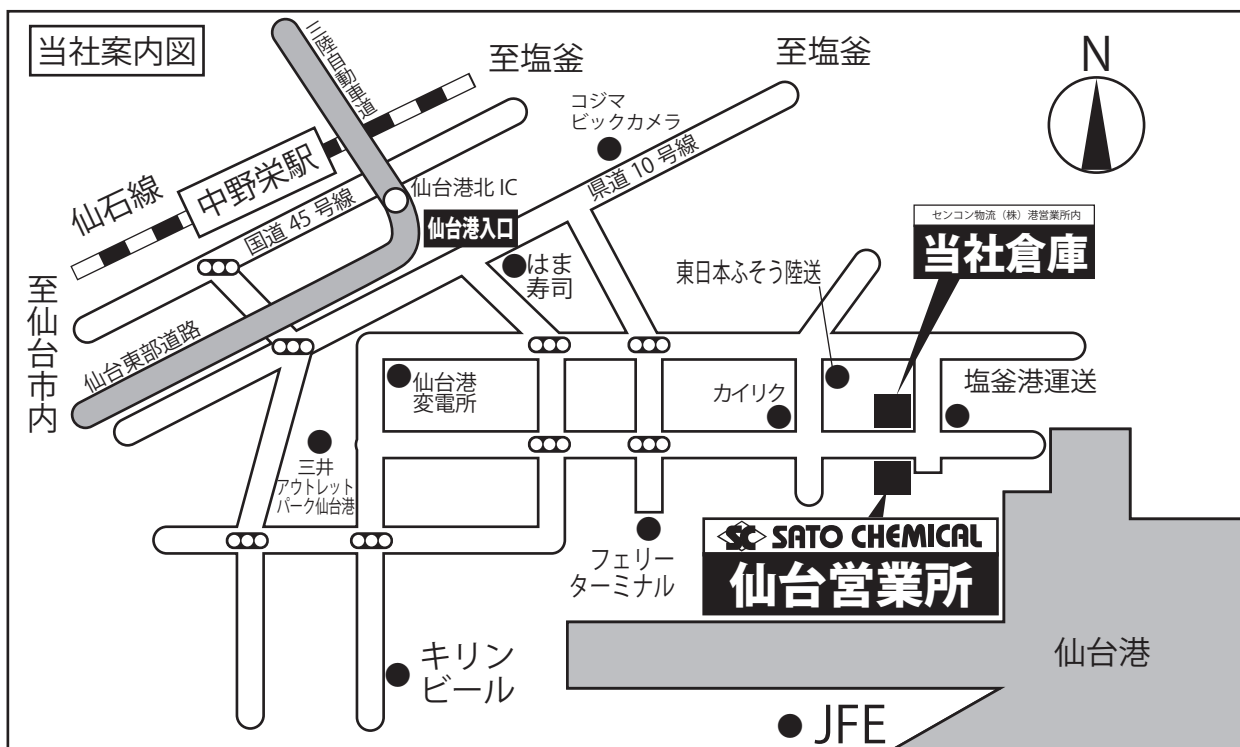 当社案内図
三陸自動車道
至塩釜
至塩釜
N
コジマ
ビックカメラ
仙石線
中野栄駅
国道45号線
仙台港北IC
仙台港入口
県道10号線
センコン物流（株）港営業所内
当社倉庫
はま
寿司
東日本ふそう陸送
至仙台市内
仙台東部道路
仙台港
変電所
カイリク
塩釜港運送
三井
アウトレット
パーク仙台港
SC SATO CHEMICAL
仙台営業所
フェリー
ターミナル
キリン
ビール
仙台港
JFE